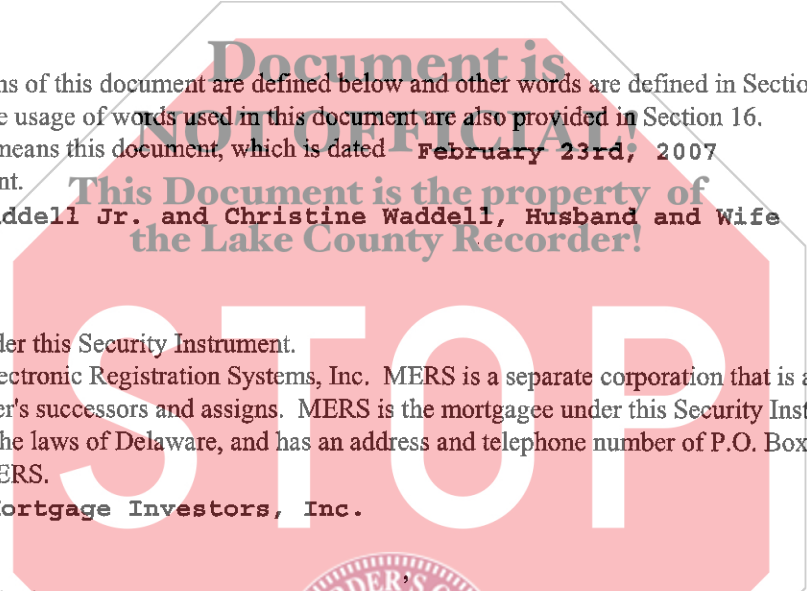 Document is
ns of this document are defined below and other words are defined in Sectio
e usage of words used in this document are also provided in Section 16.
NOT OFFICIAL!
means this document, which is dated February 23rd, 2007
nt.
This Document is the property of
ddell Jr. and Christine Waddell, Husband and Wife
the Lake County Recorder!
der this Security Instrument.
ectronic Registration Systems, Inc. MERS is a separate corporation that is a
er's successors and assigns. MERS is the mortgagee under this Security Inst
he laws of Delaware, and has an address and telephone number of P.O. Box
ERS.
STOP
ortgage Investors, Inc.
,